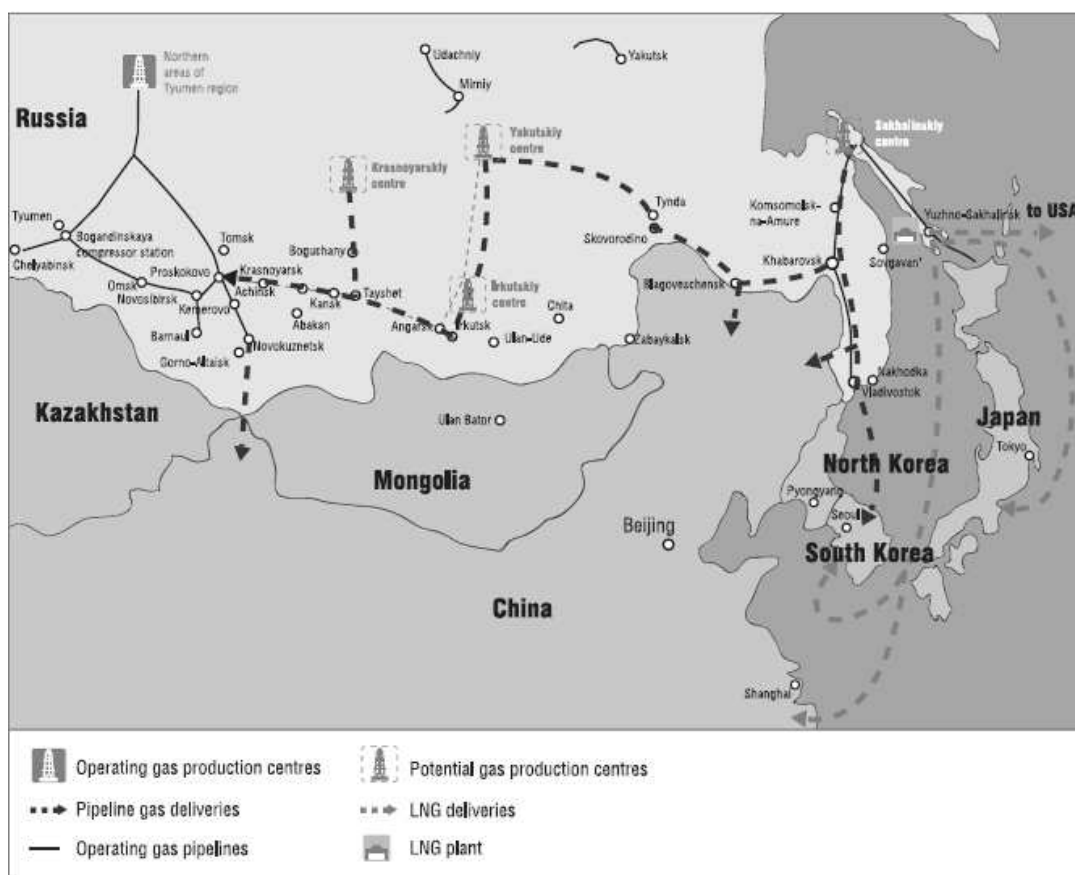 Northern
areas of
Tyumen region
Udachniy
Yakutsk
Mirniy
Russia
Yakutskiy
centre
Sakhalinskiy
centre
Krasnoyarskiy
centre
Tyumen
Bogandinskaya
compressor station
Chelyabinsk
Tomsk
Boguchany
Tynda
Skovorodino
Komsomolsk-
na-Amure
Yuzhno-Sakhalinsk
to USA
Proskokovo
Krasnoyarsk
Khabarovsk
Sovgavan'
Omsk
Novosibirsk
Achinsk
Kansk
Tayshet
Irkutskiy
centre
Blagoveschensk
Kemerovo
Abakan
Angarsk
Irkutsk
Chita
Barnaul
Novokuznetsk
Ulan-Ude
Zabaykalsk
Gorno-Altaisk
Nakhodka
Vladivostok
Kazakhstan
Ulan Bator
Japan
Tokyo
Mongolia
North Korea
Pyongyang
Seoul
Beijing
South Korea
China
Shanghai
Operating gas production centres
Potential gas production centres
Pipeline gas deliveries
LNG deliveries
Operating gas pipelines
LNG plant